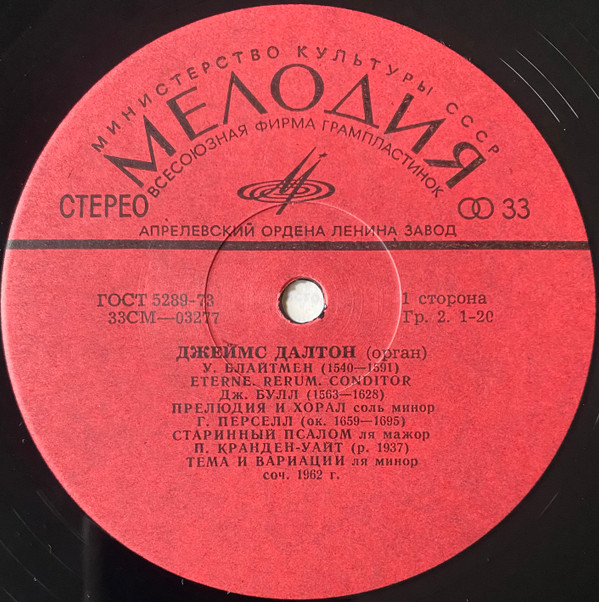 МИНИСТЕРСТВО КУЛЬТУРЫ СССР
МЕЛОДИЯ
ВСЕСОЮЗНАЯ ФИРМА ГРАМПЛАСТИНОК
СТЕРЕО
33
АПРЕЛЕВСКИЙ ОРДЕНА ЛЕНИНА ЗАВОД
ГОСТ 5289-73
33СМ—03277
1 сторона
Гр. 2. 1-20
ДЖЕЙМС ДАЛТОН (орган)
У. БЛАЙТМЕН (1540—1591)
ETERNE. RERUM. CONDITOR
Дж. БУЛЛ (1563—1628)
ПРЕЛЮДИЯ И ХОРАЛ соль минор
Г. ПЕРСЕЛЛ (ок. 1659—1695)
СТАРИННЫЙ ПСАЛОМ ля мажор
П. КРАНДЕН-УАЙТ (р. 1937)
ТЕМА И ВАРИАЦИИ ля минор
соч. 1962 г.